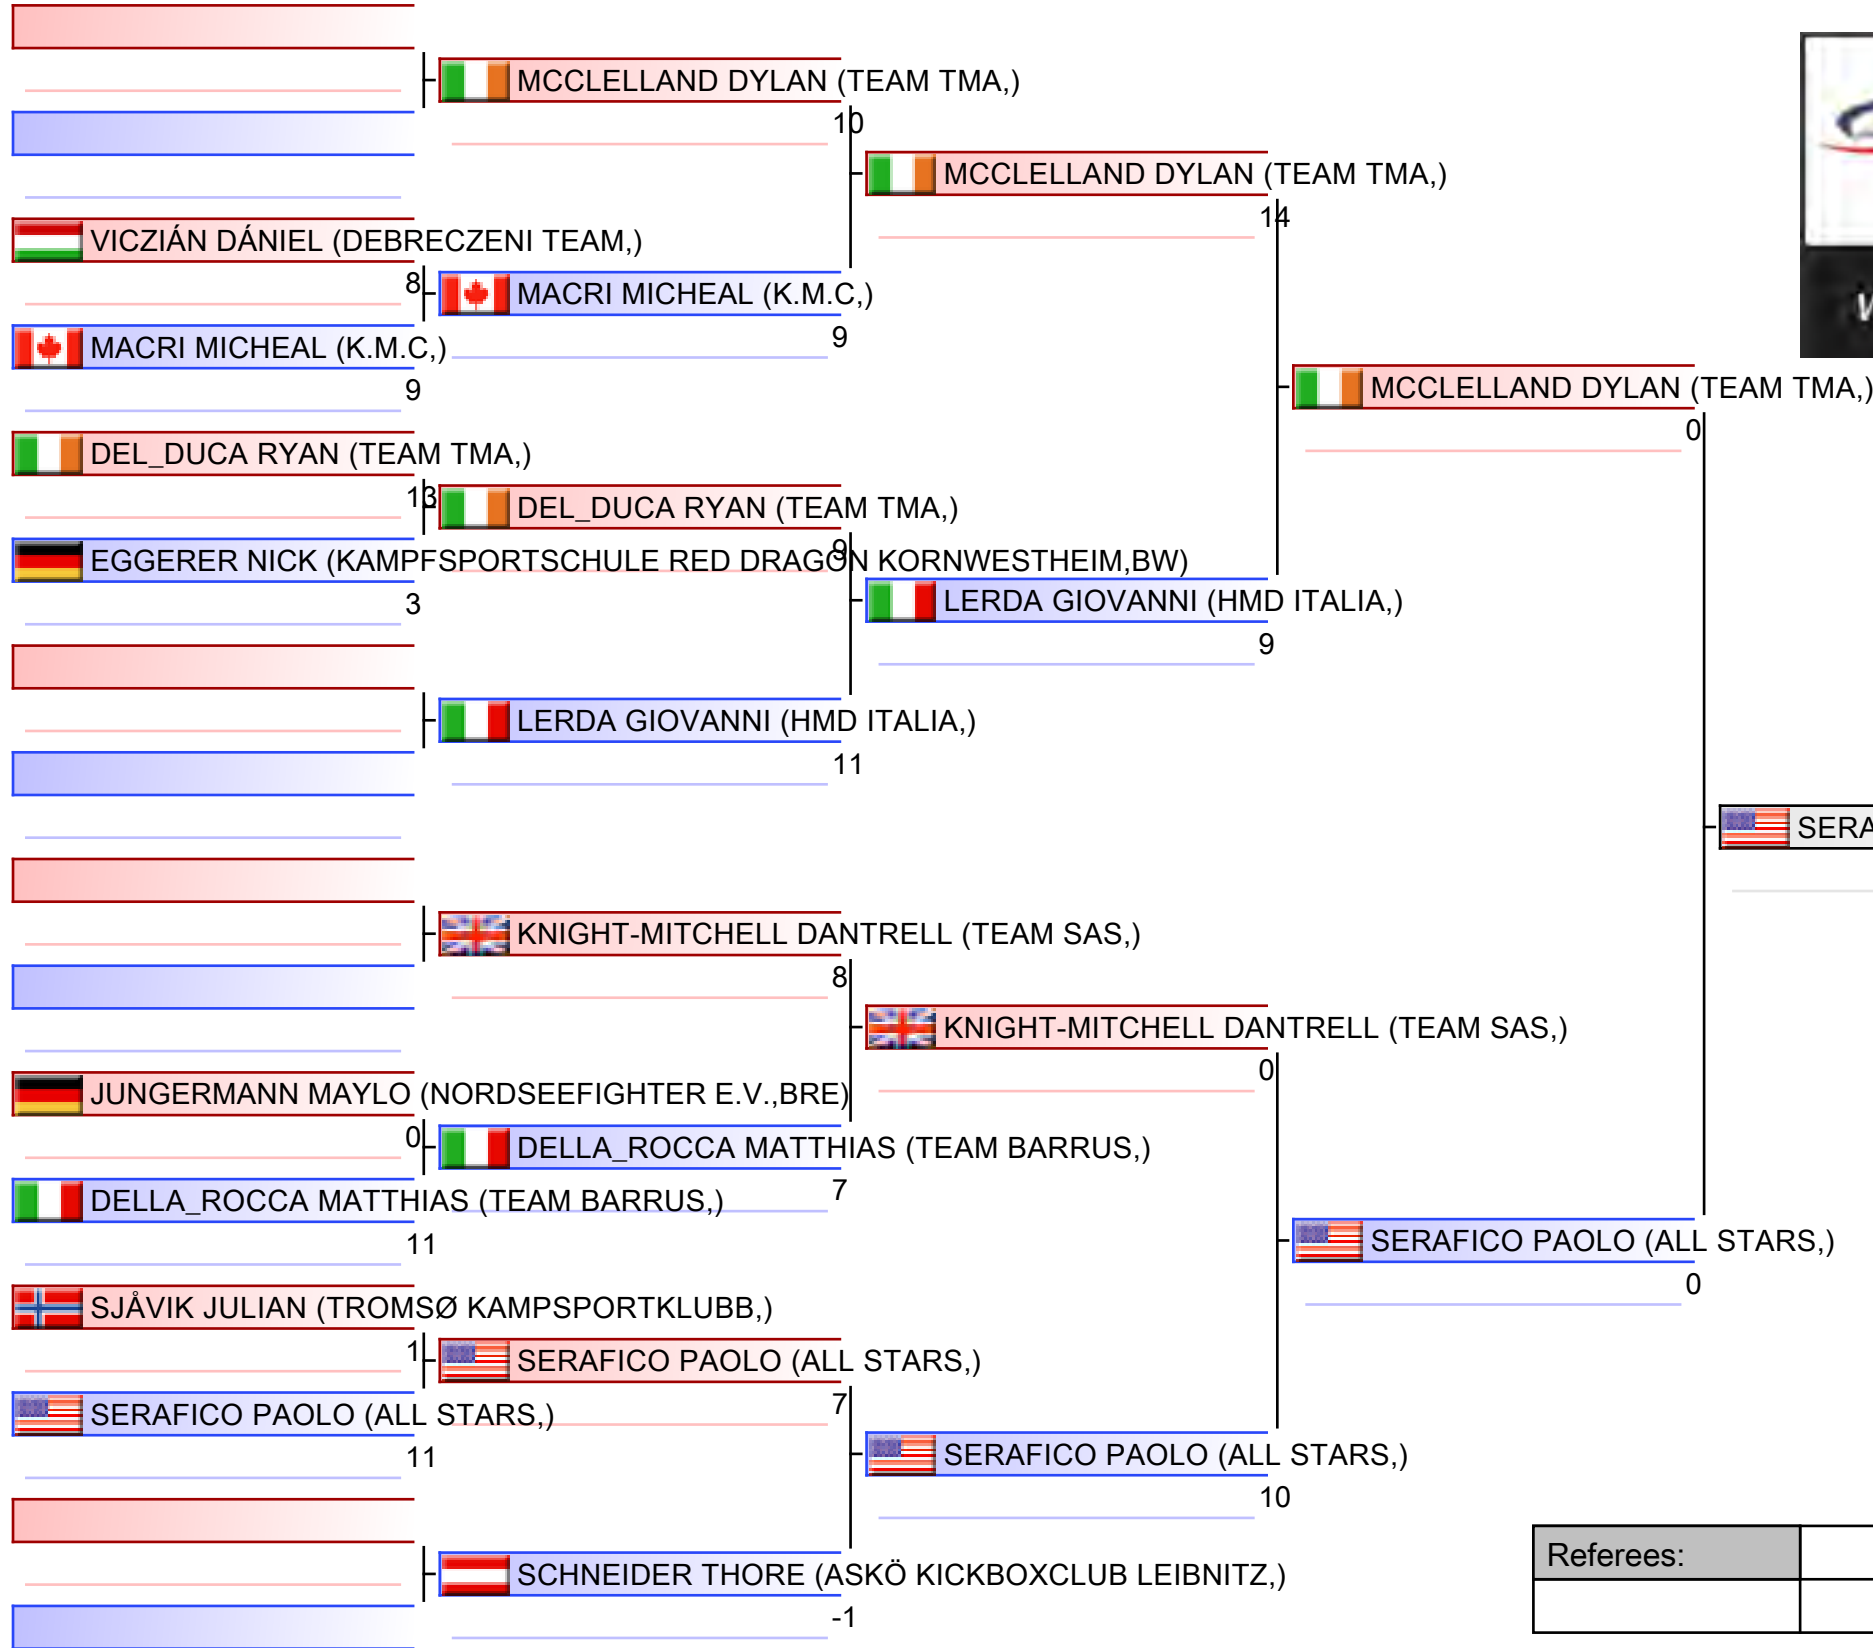 MCCLELLAND DYLAN (TEAM TMA,)
10
MCCLELLAND DYLAN (TEAM TMA,)
14
VICZIÁN DÁNIEL (DEBRECZENI TEAM,)
8
MACRI MICHEAL (K.M.C,)
9
MACRI MICHEAL (K.M.C,)
9
MCCLELLAND DYLAN (TEAM TMA,)
0
DEL_DUCA RYAN (TEAM TMA,)
13
DEL_DUCA RYAN (TEAM TMA,)
9
EGGERER NICK (KAMPFSPORTSCHULE RED DRAGON KORNWESTHEIM,BW)
3
LERDA GIOVANNI (HMD ITALIA,)
9
LERDA GIOVANNI (HMD ITALIA,)
11
SERA
KNIGHT-MITCHELL DANTRELL (TEAM SAS,)
8
KNIGHT-MITCHELL DANTRELL (TEAM SAS,)
0
JUNGERMANN MAYLO (NORDSEEFIGHTER E.V.,BRE)
0
DELLA_ROCCA MATTHIAS (TEAM BARRUS,)
7
DELLA_ROCCA MATTHIAS (TEAM BARRUS,)
11
SERAFICO PAOLO (ALL STARS,)
0
SJÅVIK JULIAN (TROMSØ KAMPSPORTKLUBB,)
1
SERAFICO PAOLO (ALL STARS,)
7
SERAFICO PAOLO (ALL STARS,)
11
SERAFICO PAOLO (ALL STARS,)
10
SCHNEIDER THORE (ASKÖ KICKBOXCLUB LEIBNITZ,)
-1
Referees: